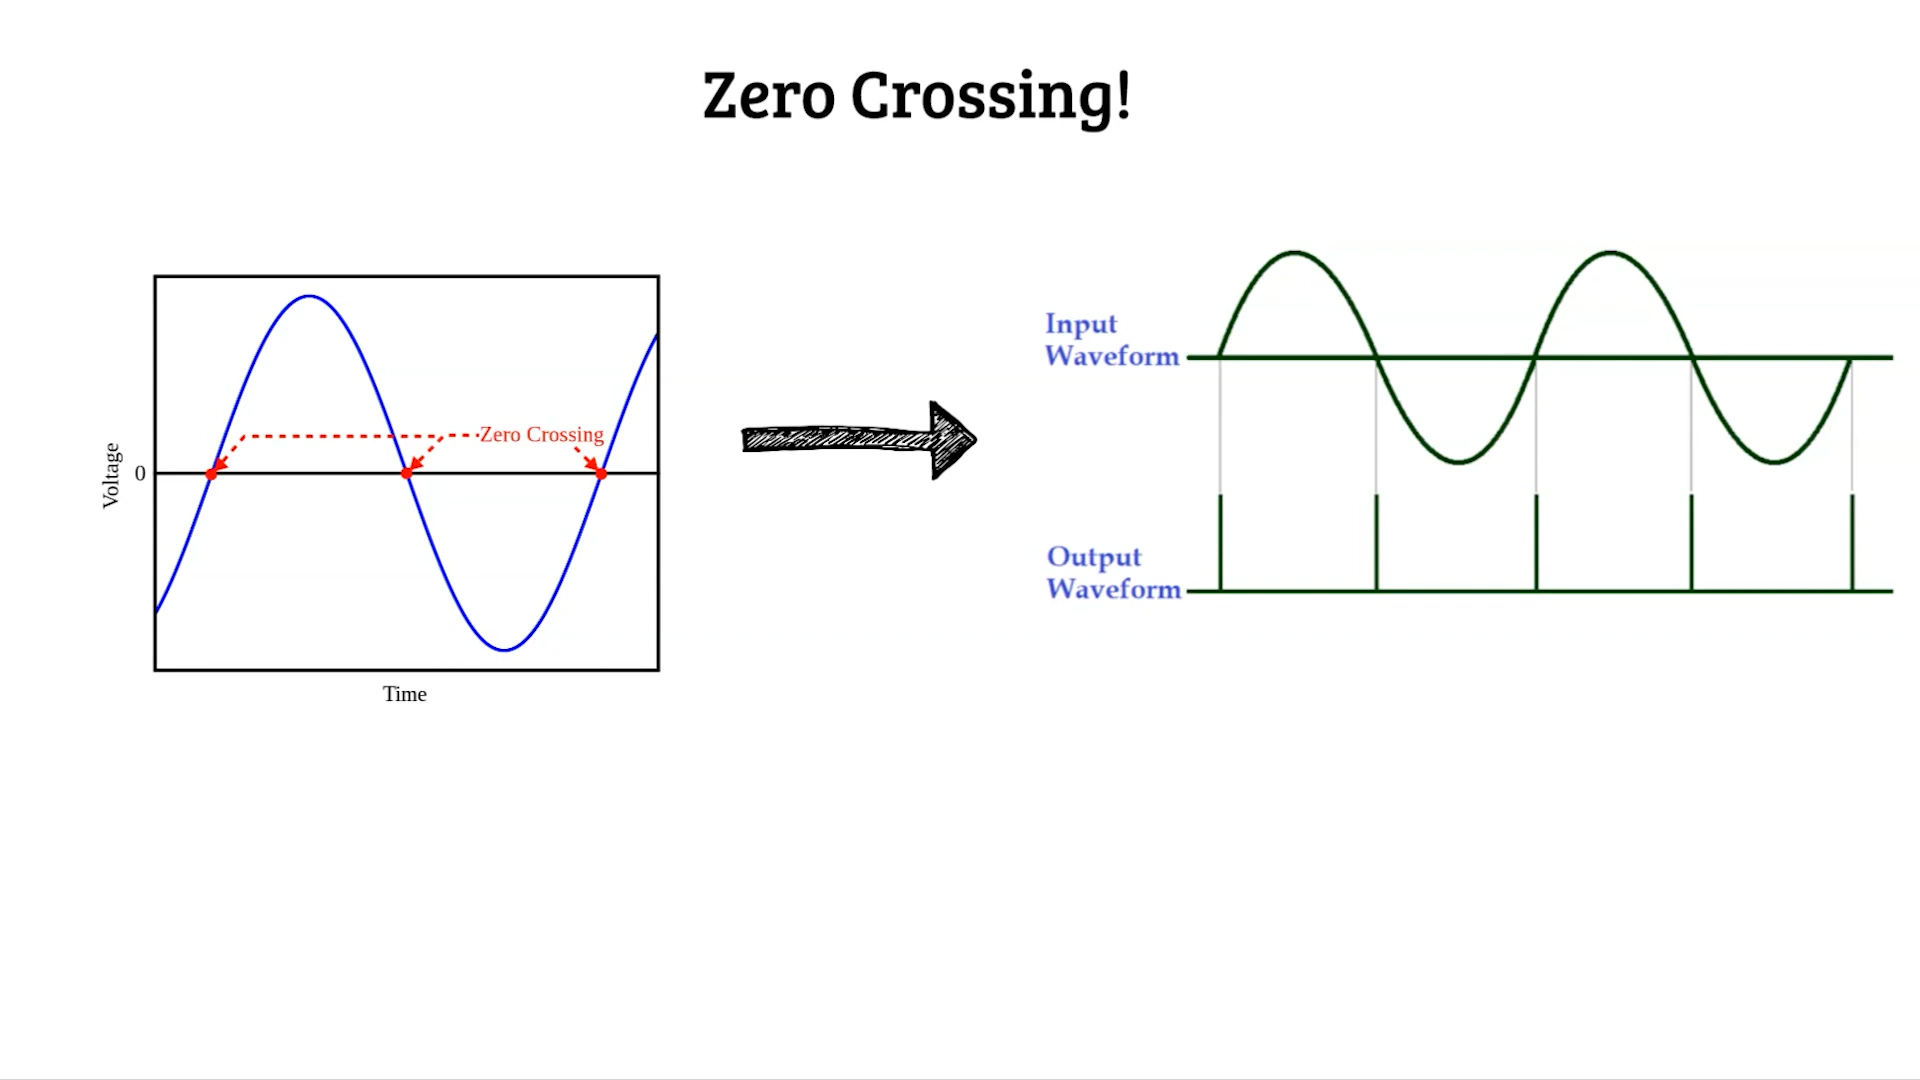 Zero Crossing!
Voltage
0
Zero Crossing
Time
Input
Waveform
Output
Waveform